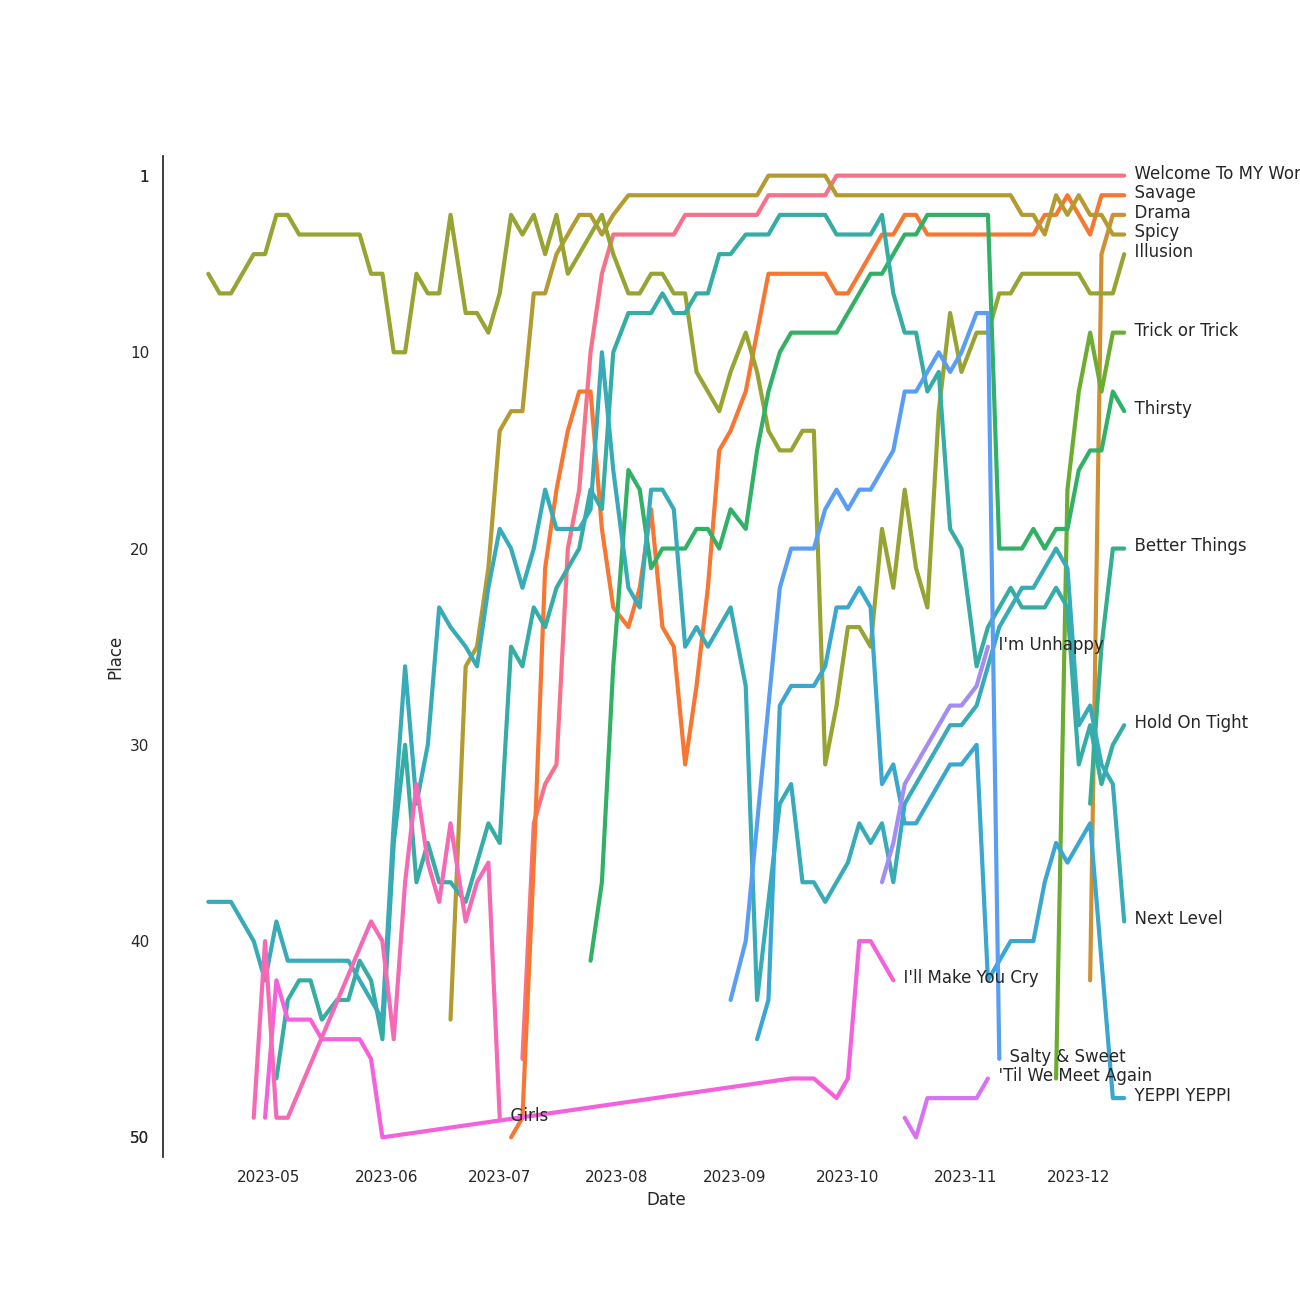 1
Welcome To MY Wor
Savage
Drama
Spicy
Illusion
Trick or Trick
10
Thirsty
20
Better Things
I'm Unhappy
Place
Hold On Tight
30
Next Level
40
I'll Make You Cry
Salty & Sweet
'Til We Meet Again
YEPPI YEPPI
Girls
50
2023-05 2023-06 2023-07 2023-08 2023-09 2023-10 2023-11 2023-12
Date